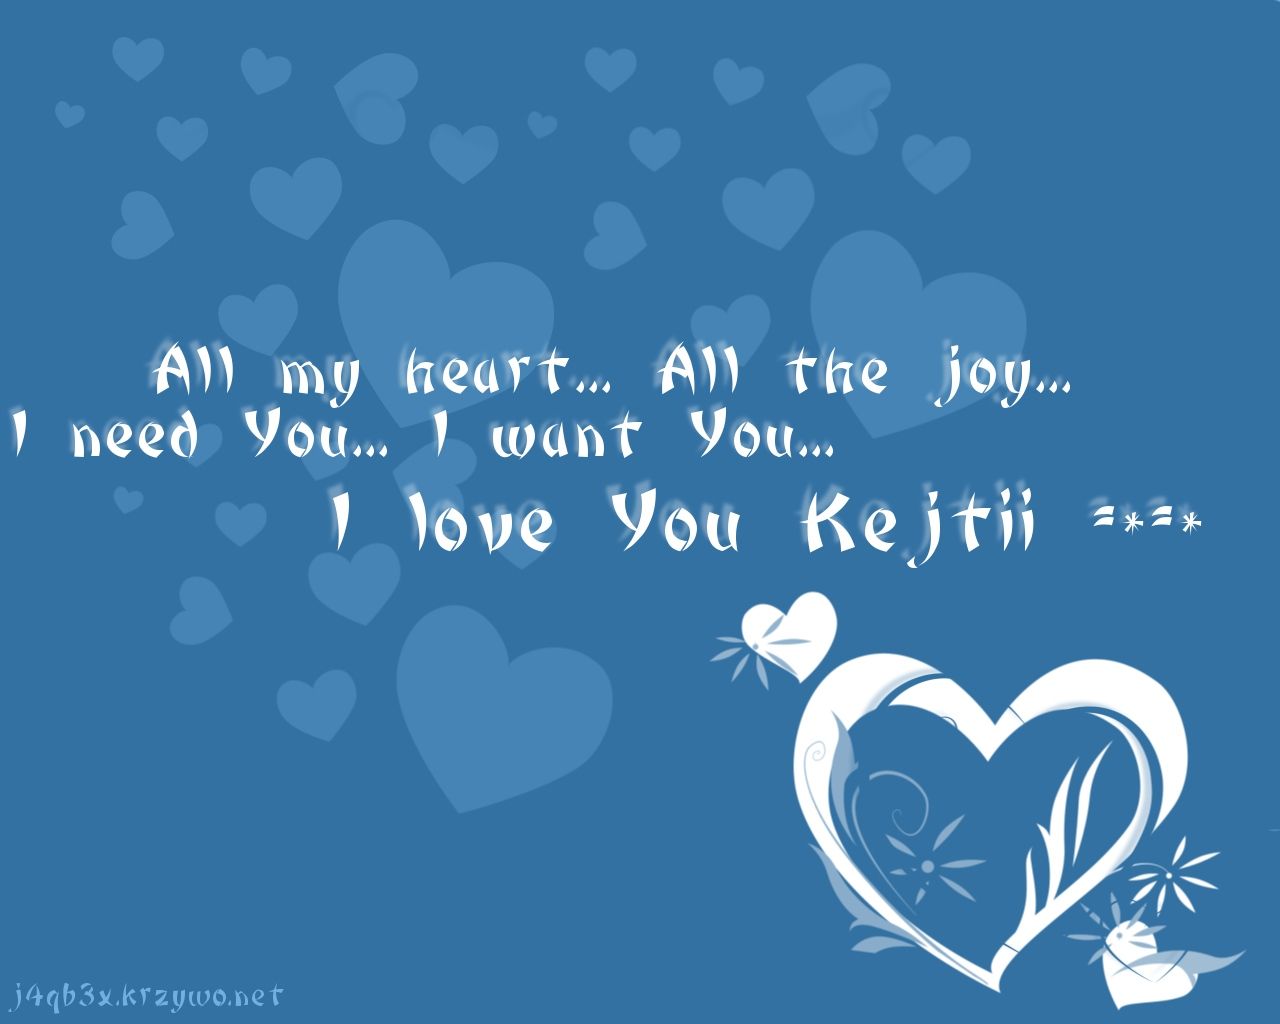 All my heart... All the joy...
I need You... I want You...
I love You Kejtii =*=*
j4qb3x.krzywo.net